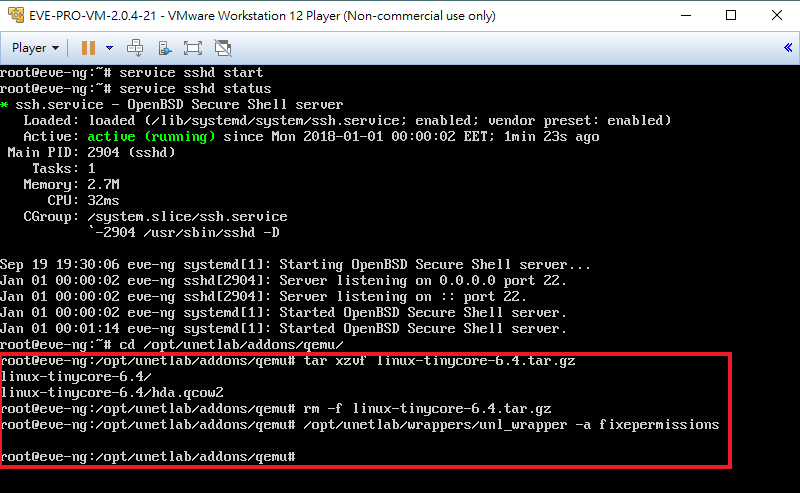 EVE-PRO-VM-2.0.4-21 - VMware Workstation 12 Player (Non-commercial use only)
Player
root@eve-ng:~# service sshd start
root@eve-ng:~# service sshd status
* ssh.service - OpenBSD Secure Shell server
   Loaded: loaded (/lib/systemd/system/ssh.service; enabled; vendor preset: enabled)
   Active: active (running) since Mon 2018-01-01 00:00:02 EET; 1min 23s ago
 Main PID: 2904 (sshd)
    Tasks: 1
   Memory: 2.7M
      CPU: 32ms
   CGroup: /system.slice/ssh.service
           `-2904 /usr/sbin/sshd -D
Sep 19 19:30:06 eve-ng systemd[1]: Starting OpenBSD Secure Shell server...
Jan 01 00:00:02 eve-ng sshd[2904]: Server listening on 0.0.0.0 port 22.
Jan 01 00:00:02 eve-ng sshd[2904]: Server listening on :: port 22.
Jan 01 00:00:02 eve-ng systemd[1]: Started OpenBSD Secure Shell server.
Jan 01 00:01:14 eve-ng systemd[1]: Started OpenBSD Secure Shell server.
root@eve-ng:~# cd /opt/unetlab/addons/qemu/
root@eve-ng:/opt/unetlab/addons/qemu# tar xzvf linux-tinycore-6.4.tar.gz
linux-tinycore-6.4/
linux-tinycore-6.4/hda.qcow2
root@eve-ng:/opt/unetlab/addons/qemu# rm -f linux-tinycore-6.4.tar.gz
root@eve-ng:/opt/unetlab/addons/qemu# /opt/unetlab/wrappers/unl_wrapper -a fixepermissions
root@eve-ng:/opt/unetlab/addons/qemu#